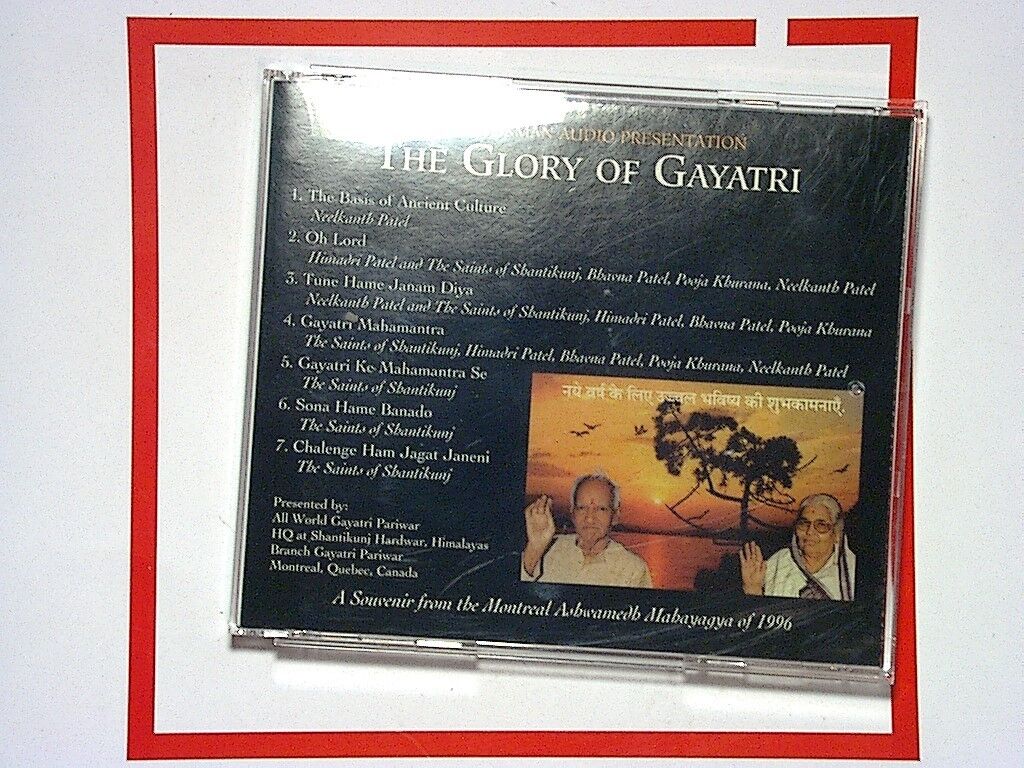 AUDIO PRESENTATION
THE GLORY OF GAYATRI
1. The Basis of Ancient Culture
Neelkanth Patel
2. Oh Lord
Himadri Patel and The Saints of Shantikunj, Bhavna Patel, Pooja Khurana, Neelkanth Patel
3. Tune Hame Janam Diya
Neelkanth Patel and The Saints of Shantikunj, Himadri Patel, Bhavna Patel, Pooja Khurana
4. Gayatri Mahamantra
The Saints of Shantikunj, Himadri Patel, Bhavna Patel, Pooja Khurana, Neelkanth Patel
5. Gayatri Ke Mahamantra Se
The Saints of Shantikunj
6. Sona Hame Banado
The Saints of Shantikunj
7. Chalenge Ham Jagat Janeni
The Saints of Shantikunj
नये वर्ष के लिए उज्वल भविष्य की शुभकामनाएँ.
Presented by:
All World Gayatri Pariwar
HQ at Shantikunj Hardwar, Himalayas
Branch Gayatri Pariwar
Montreal, Quebec, Canada
A Souvenir from the Montreal Ashwamedh Mahayagya of 1996